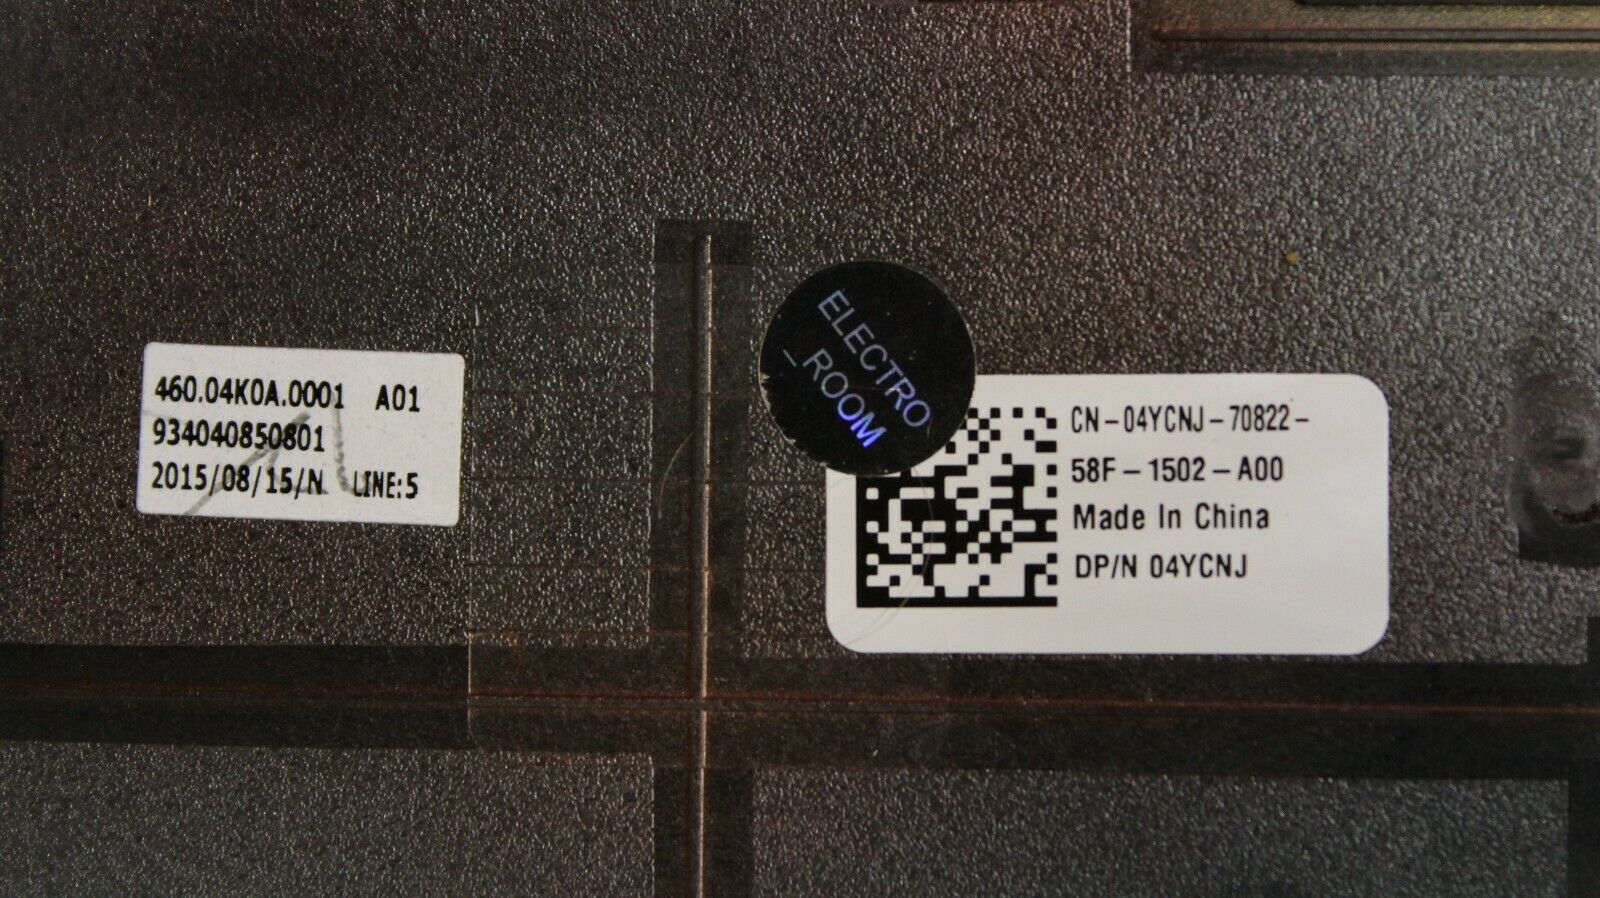 460.04K0A.0001 A01
934040850801
2015/08/15/N LINE:5
ELECTRO
_ROOM
CN-04YCNJ-70822-
58F-1502-A00
Made In China
DP/N 04YCNJ